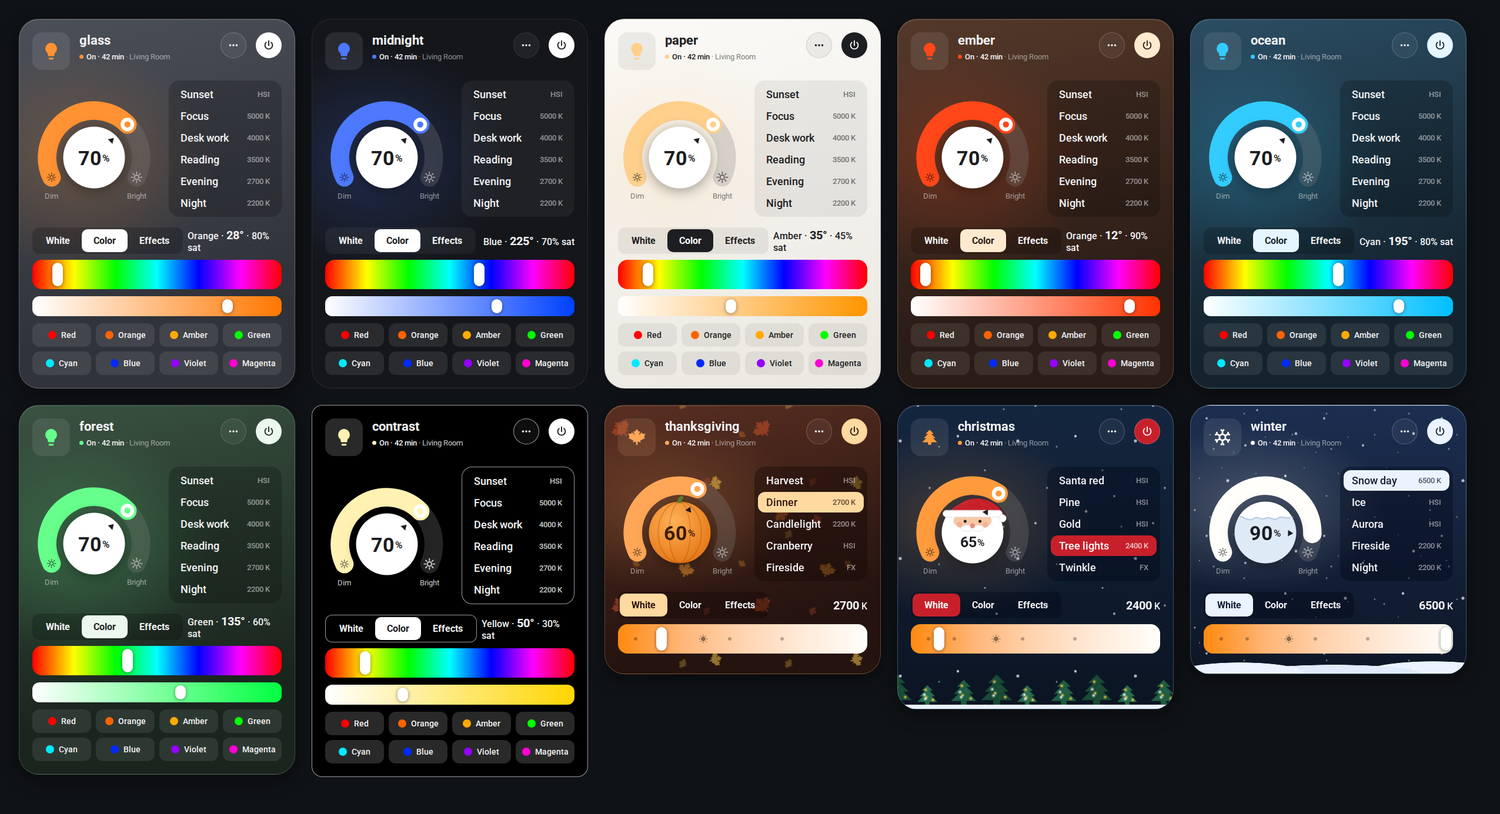 glass
On · 42 min · Living Room
Sunset HSI
Focus 5000 K
Desk work 4000 K
Reading 3500 K
Evening 2700 K
Night 2200 K
70%
Dim Bright
White Color Effects
Orange · 28° · 80% sat
Red Orange Amber Green
Cyan Blue Violet Magenta
midnight
On · 42 min · Living Room
Sunset HSI
Focus 5000 K
Desk work 4000 K
Reading 3500 K
Evening 2700 K
Night 2200 K
70%
Dim Bright
White Color Effects
Blue · 225° · 70% sat
Red Orange Amber Green
Cyan Blue Violet Magenta
paper
On · 42 min · Living Room
Sunset HSI
Focus 5000 K
Desk work 4000 K
Reading 3500 K
Evening 2700 K
Night 2200 K
70%
Dim Bright
White Color Effects
Amber · 35° · 45% sat
Red Orange Amber Green
Cyan Blue Violet Magenta
ember
On · 42 min · Living Room
Sunset HSI
Focus 5000 K
Desk work 4000 K
Reading 3500 K
Evening 2700 K
Night 2200 K
70%
Dim Bright
White Color Effects
Orange · 12° · 90% sat
Red Orange Amber Green
Cyan Blue Violet Magenta
ocean
On · 42 min · Living Room
Sunset HSI
Focus 5000 K
Desk work 4000 K
Reading 3500 K
Evening 2700 K
Night 2200 K
70%
Dim Bright
White Color Effects
Cyan · 195° · 80% sat
Red Orange Amber Green
Cyan Blue Violet Magenta
forest
On · 42 min · Living Room
Sunset HSI
Focus 5000 K
Desk work 4000 K
Reading 3500 K
Evening 2700 K
Night 2200 K
70%
Dim Bright
White Color Effects
Green · 135° · 60% sat
Red Orange Amber Green
Cyan Blue Violet Magenta
contrast
On · 42 min · Living Room
Sunset HSI
Focus 5000 K
Desk work 4000 K
Reading 3500 K
Evening 2700 K
Night 2200 K
70%
Dim Bright
White Color Effects
Yellow · 50° · 30% sat
Red Orange Amber Green
Cyan Blue Violet Magenta
thanksgiving
On · 42 min · Living Room
Harvest HSI
Dinner 2700 K
Candlelight 2200 K
Cranberry HSI
Fireside FX
60%
Dim Bright
White Color Effects
2700 K
christmas
On · 42 min · Living Room
Santa red HSI
Pine HSI
Gold HSI
Tree lights 2400 K
Twinkle FX
65%
Dim Bright
White Color Effects
2400 K
winter
On · 42 min · Living Room
Snow day 6500 K
Ice HSI
Aurora HSI
Fireside 2200 K
Night 2200 K
90%
Dim Bright
White Color Effects
6500 K